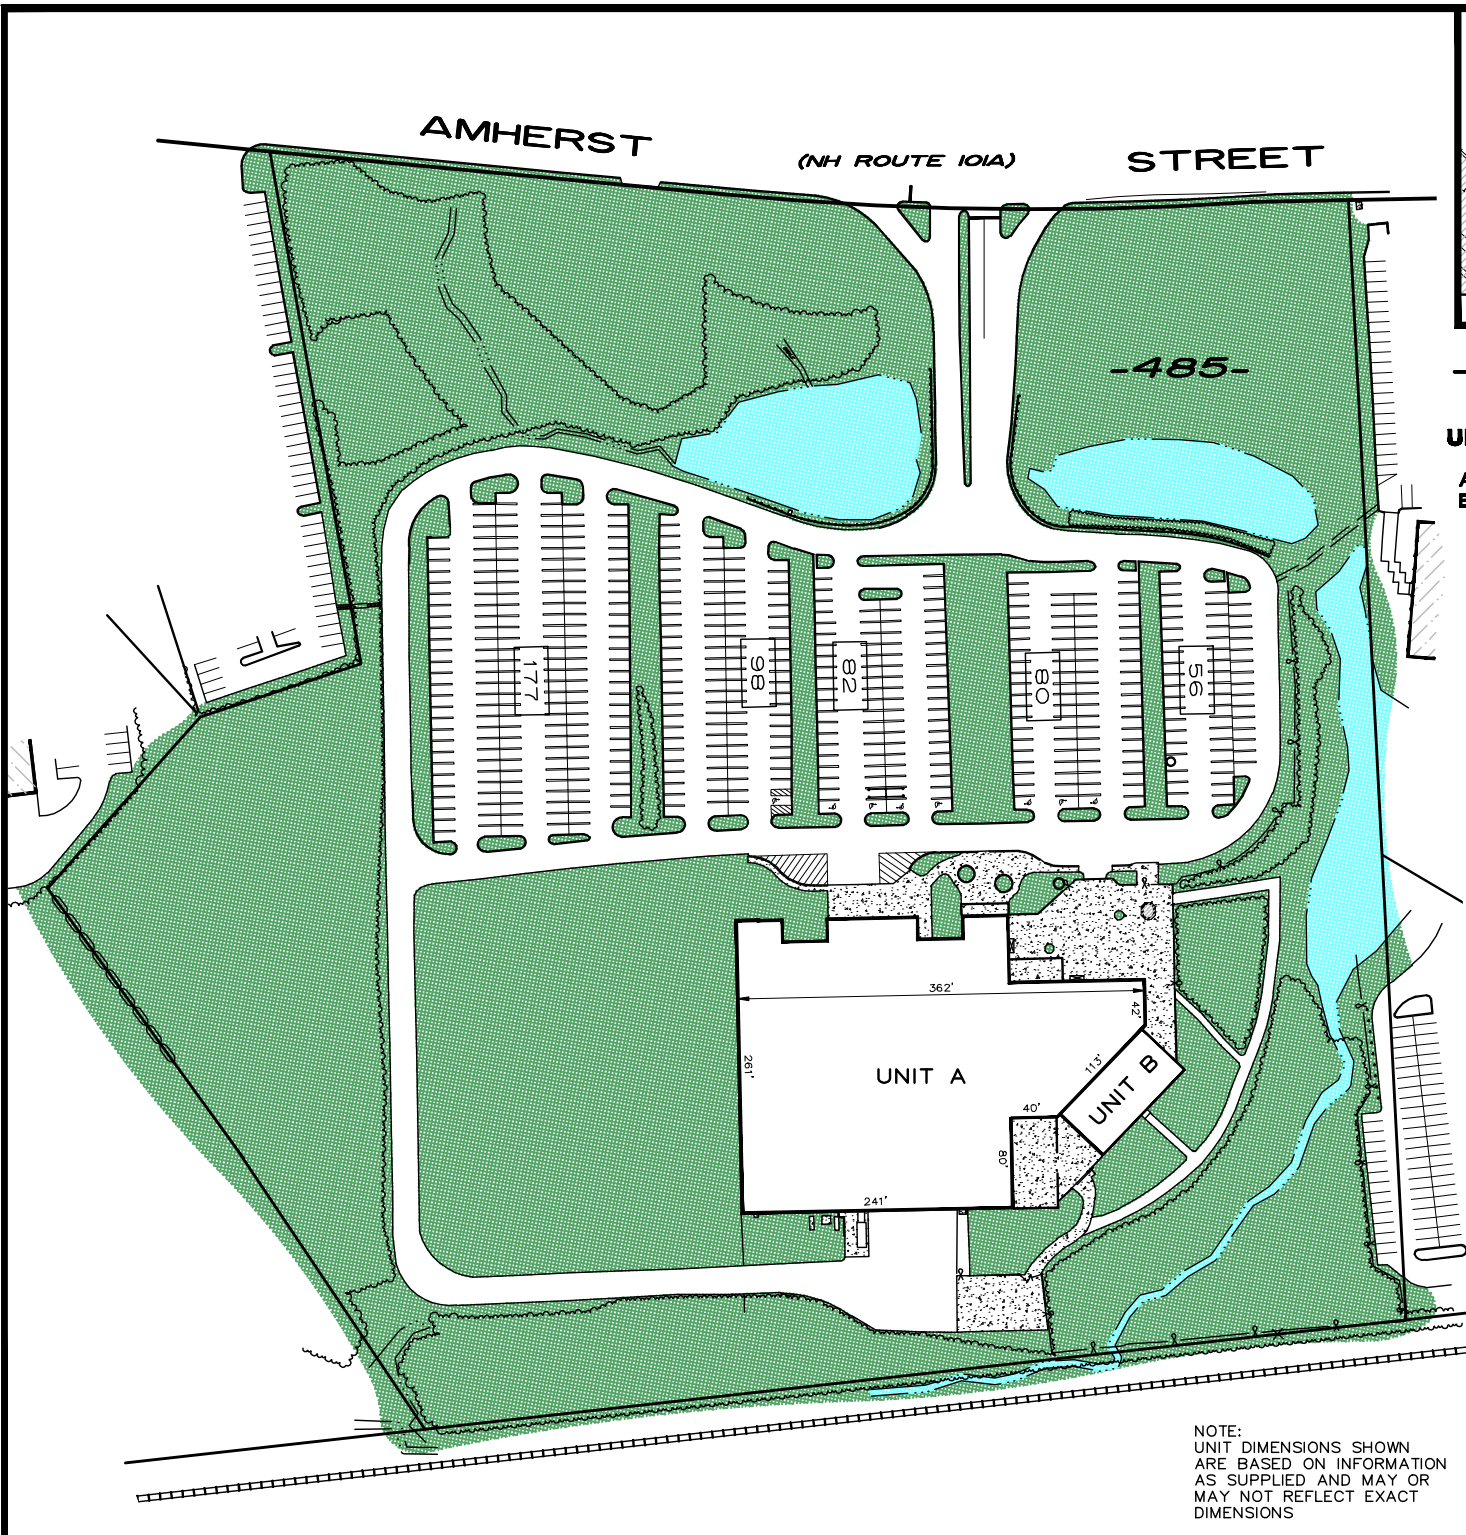 AMHERST
(NH ROUTE 101A)
STREET
-485-
177
98
82
80
56
362'
42'
261'
UNIT A
113'
UNIT B
40'
80'
241'
NOTE:
UNIT DIMENSIONS SHOWN
ARE BASED ON INFORMATION
AS SUPPLIED AND MAY OR
MAY NOT REFLECT EXACT
DIMENSIONS